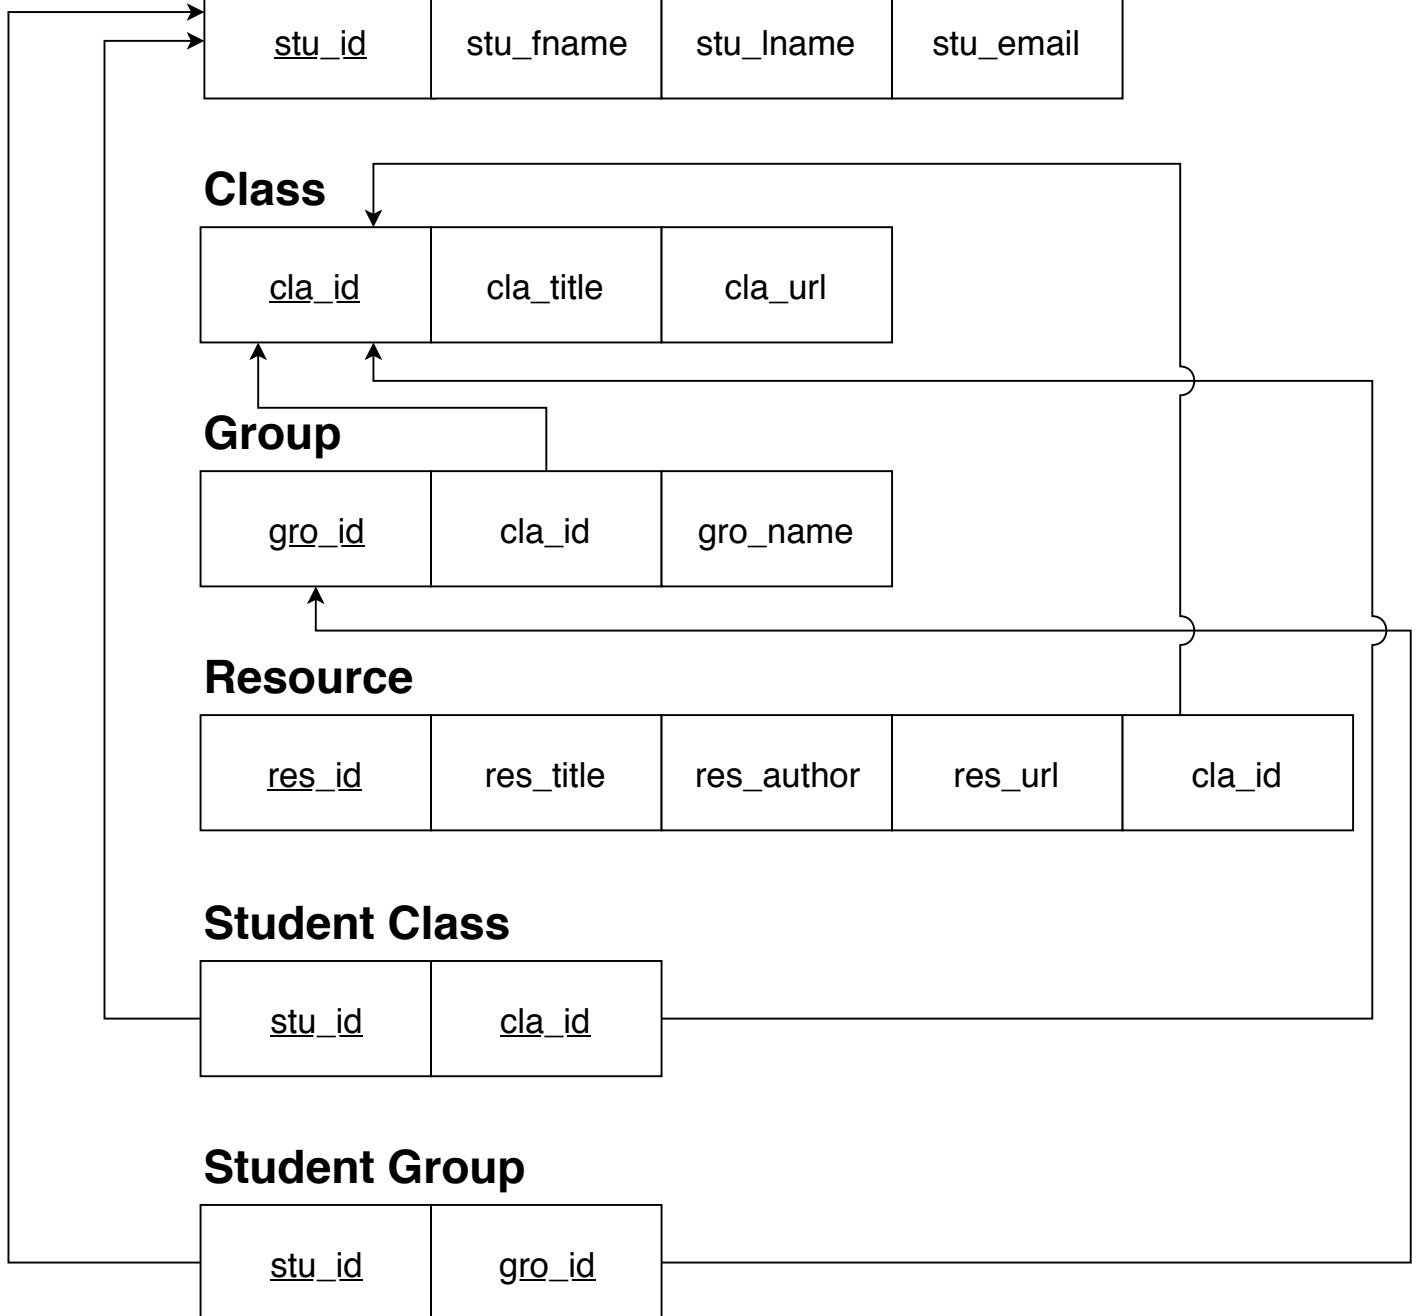 stu_id stu_fname stu_lname stu_email
Class
cla_id cla_title cla_url
Group
gro_id cla_id gro_name
Resource
res_id res_title res_author res_url cla_id
Student Class
stu_id cla_id
Student Group
stu_id gro_id